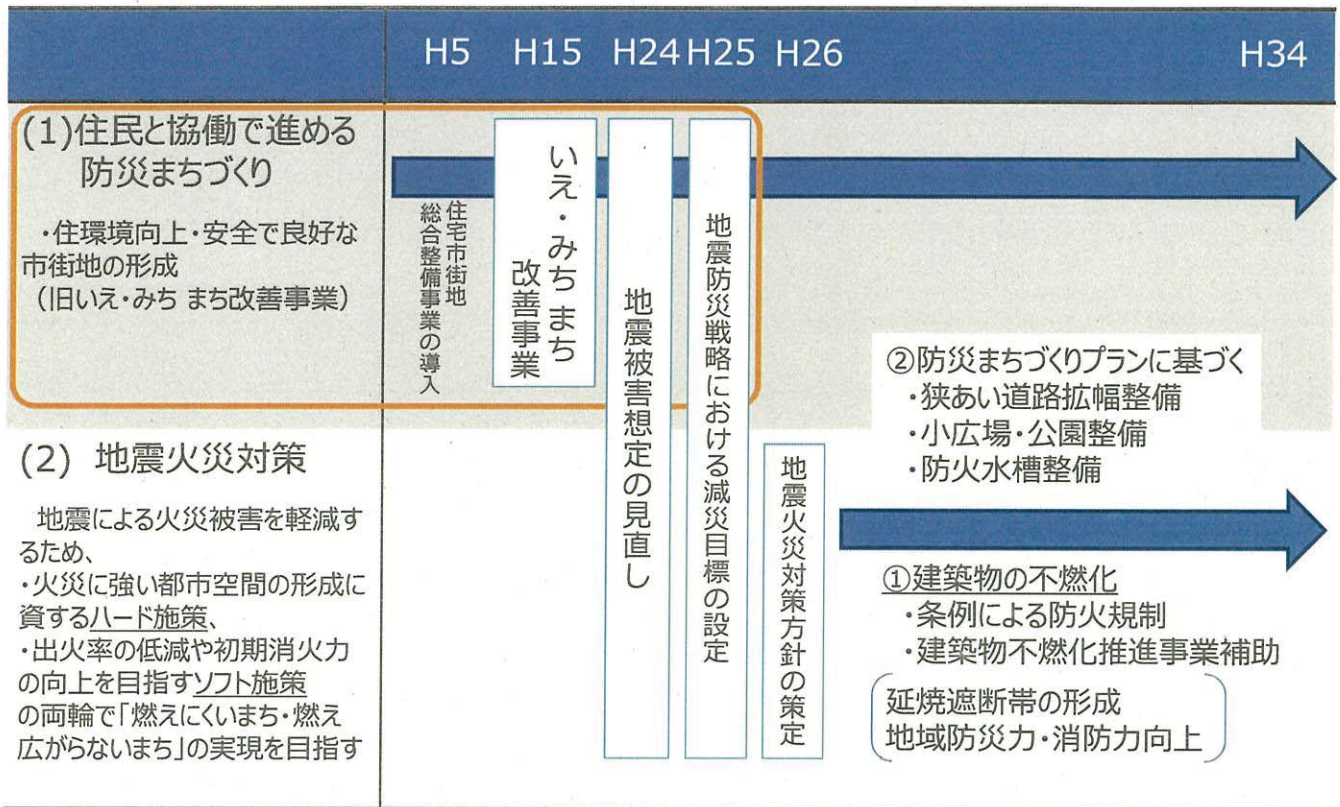 H5 H15 H24 H25 H26 H34
(1)住民と協働で進める
防災まちづくり
・住環境向上・安全で良好な
市街地の形成
(旧いえ・みち まち改善事業)
住宅市街地
総合整備事業の導入
いえ・みち まち
改善事業
地震被害想定の見直し
地震防災戦略における減災目標の設定
②防災まちづくりプランに基づく
・狭あい道路拡幅整備
・小広場・公園整備
・防火水槽整備
(2) 地震火災対策
地震による火災被害を軽減す
るため、
・火災に強い都市空間の形成に
資するハード施策、
・出火率の低減や初期消火力
の向上を目指すソフト施策
の両輪で「燃えにくいまち・燃え
広がらないまち」の実現を目指す
地震火災対策方針の策定
①建築物の不燃化
・条例による防火規制
・建築物不燃化推進事業補助
延焼遮断帯の形成
地域防災力・消防力向上